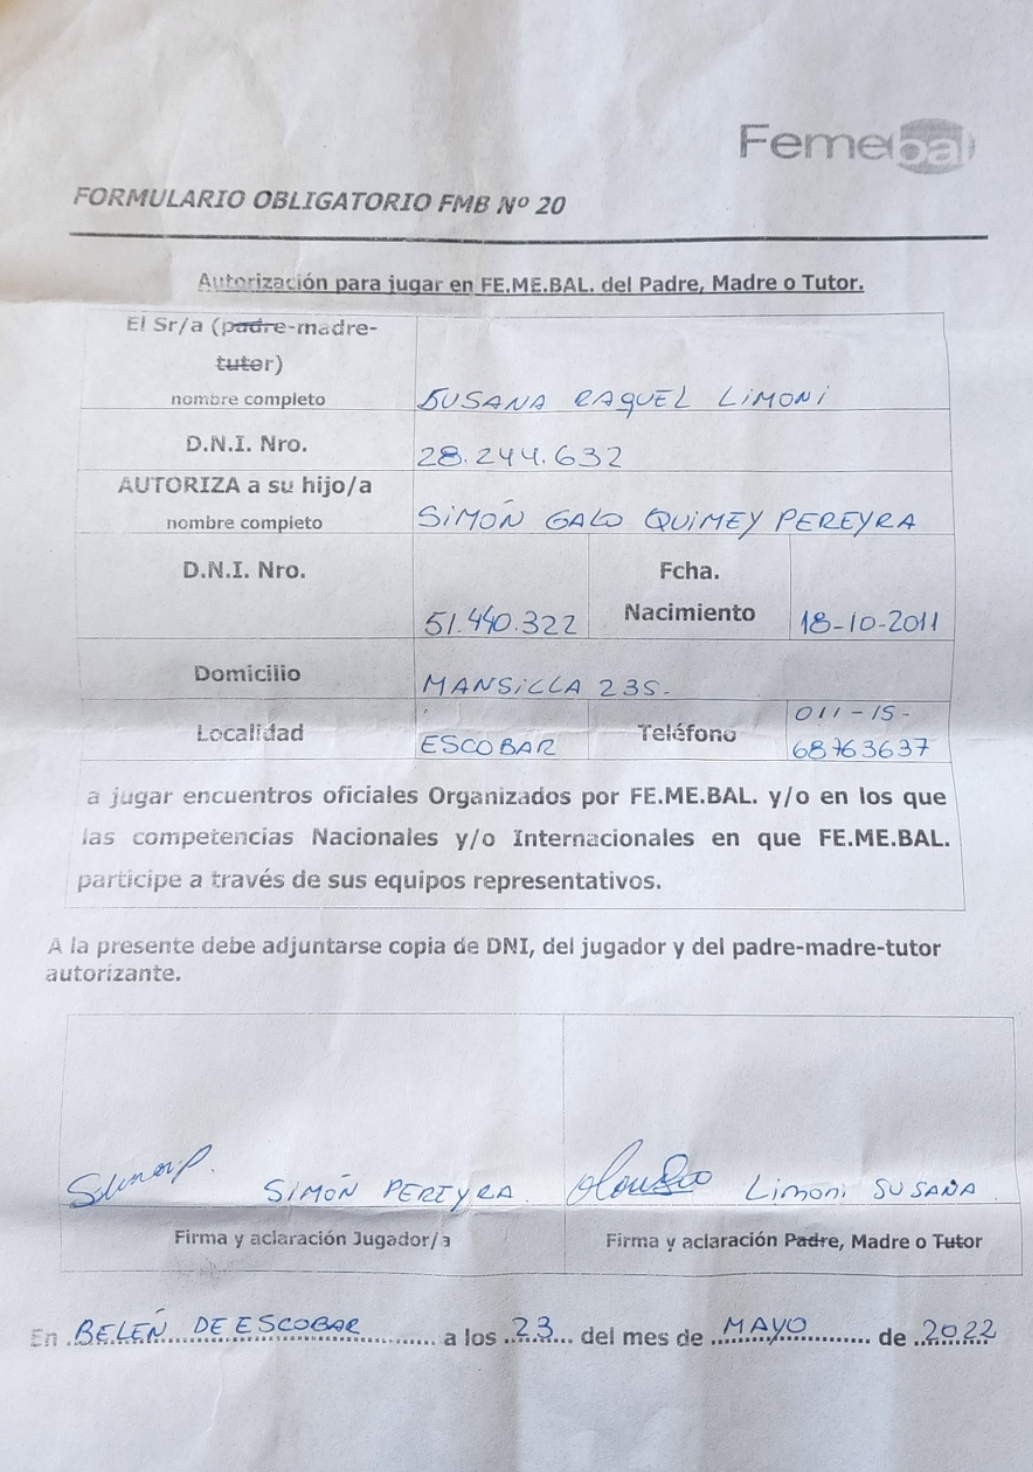 Femebal
FORMULARIO OBLIGATORIO FMB Nº 20
Autorización para jugar en FE.ME.BAL. del Padre, Madre o Tutor.
El Sr/a (padre-madre-
tutor)
nombre completo SUSANA RAQUEL LIMONI
D.N.I. Nro. 28.244.632
AUTORIZA a su hijo/a
nombre completo SIMÓN GALO QUIMEY PEREYRA
D.N.I. Nro. Fcha.
51.440.322 Nacimiento 18-10-2011
Domicilio MANSILLA 235.
Localidad ESCOBAR Teléfono 011-15-
68763637
a jugar encuentros oficiales Organizados por FE.ME.BAL. y/o en los que
las competencias Nacionales y/o Internacionales en que FE.ME.BAL.
participe a través de sus equipos representativos.
A la presente debe adjuntarse copia de DNI, del jugador y del padre-madre-tutor
autorizante.
SIMÓN PEREYRA Limoni SUSANA
Firma y aclaración Jugador/a Firma y aclaración Padre, Madre o Tutor
En BELÉN DE ESCOBAR a los 23 del mes de MAYO de 2022